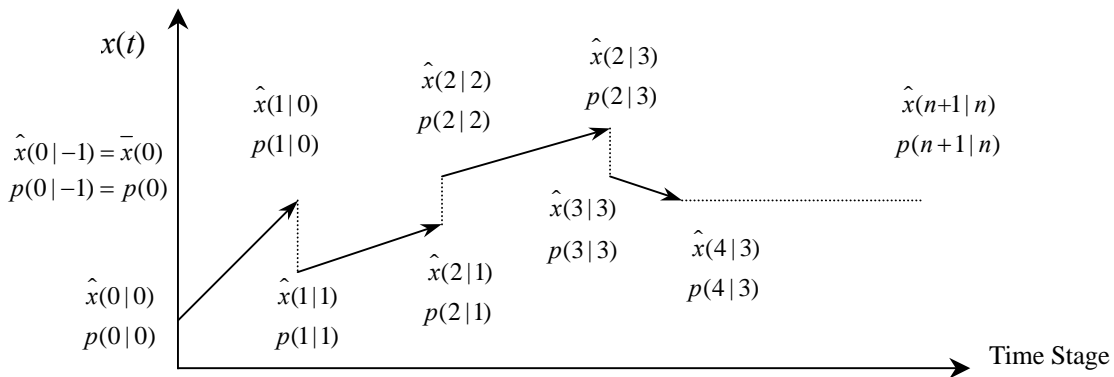 x(t)
x̂(0|−1) = x̄(0)
p(0|−1) = p(0)
x̂(0|0)
p(0|0)
x̂(1|0)
p(1|0)
x̂(1|1)
p(1|1)
x̂(2|2)
p(2|2)
x̂(2|1)
p(2|1)
x̂(2|3)
p(2|3)
x̂(3|3)
p(3|3)
x̂(4|3)
p(4|3)
x̂(n+1|n)
p(n+1|n)
Time Stage